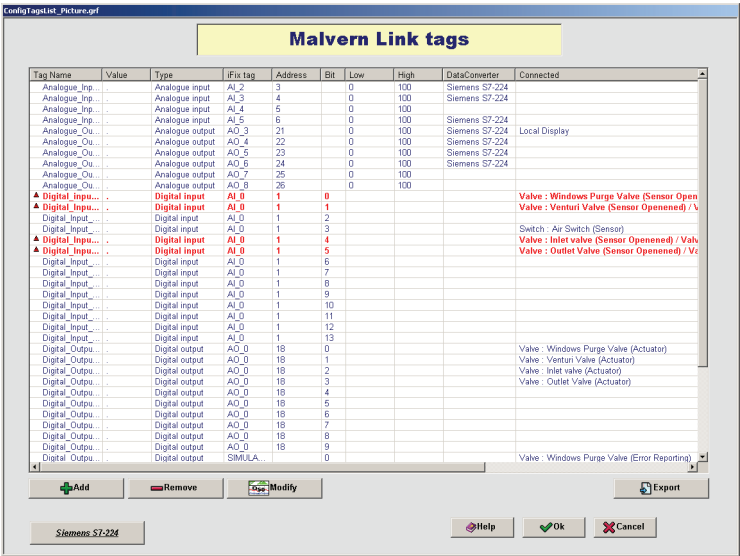 ConfigTagsList_Picture.grf
Malvern Link tags
Tag Name Value Type iFix tag Address Bit Low High DataConverter Connected
Analogue_Inp... . Analogue input AI_2 3 0 100 Siemens S7-224
Analogue_Inp... . Analogue input AI_3 4 0 100 Siemens S7-224
Analogue_Inp... . Analogue input AI_4 5 0 100
Analogue_Inp... . Analogue input AI_5 6 0 100 Siemens S7-224
Analogue_Ou... . Analogue output AO_3 21 0 100 Siemens S7-224 Local Display
Analogue_Ou... . Analogue output AO_4 22 0 100 Siemens S7-224
Analogue_Ou... . Analogue output AO_5 23 0 100 Siemens S7-224
Analogue_Ou... . Analogue output AO_6 24 0 100 Siemens S7-224
Analogue_Ou... . Analogue output AO_7 25 0 100
Analogue_Ou... . Analogue output AO_8 26 0 100
Digital_Inpu... . Digital input AI_0 1 0 Valve : Windows Purge Valve (Sensor Open
Digital_Inpu... . Digital input AI_0 1 1 Valve : Venturi Valve (Sensor Openened) / V
Digital_Input_... . Digital input AI_0 1 2
Digital_Input_... . Digital input AI_0 1 3 Switch : Air Switch (Sensor)
Digital_Inpu... . Digital input AI_0 1 4 Valve : Inlet valve (Sensor Openened) / Valv
Digital_Inpu... . Digital input AI_0 1 5 Valve : Outlet Valve (Sensor Openened) / Va
Digital_Input_... . Digital input AI_0 1 6
Digital_Input_... . Digital input AI_0 1 7
Digital_Input_... . Digital input AI_0 1 8
Digital_Input_... . Digital input AI_0 1 9
Digital_Input_... . Digital input AI_0 1 10
Digital_Input_... . Digital input AI_0 1 11
Digital_Input_... . Digital input AI_0 1 12
Digital_Input_... . Digital input AI_0 1 13
Digital_Outpu... . Digital output AO_0 18 0 Valve : Windows Purge Valve (Actuator)
Digital_Outpu... . Digital output AO_0 18 1 Valve : Venturi Valve (Actuator)
Digital_Outpu... . Digital output AO_0 18 2 Valve : Inlet valve (Actuator)
Digital_Outpu... . Digital output AO_0 18 3 Valve : Outlet Valve (Actuator)
Digital_Outpu... . Digital output AO_0 18 4
Digital_Outpu... . Digital output AO_0 18 5
Digital_Outpu... . Digital output AO_0 18 6
Digital_Outpu... . Digital output AO_0 18 7
Digital_Outpu... . Digital output AO_0 18 8
Digital_Outpu... . Digital output AO_0 18 9
Digital_Outpu... . Digital output SIMULA... 0 Valve : Windows Purge Valve (Error Reporting)
Add Remove Modify Export
Siemens S7-224 Help Ok Cancel